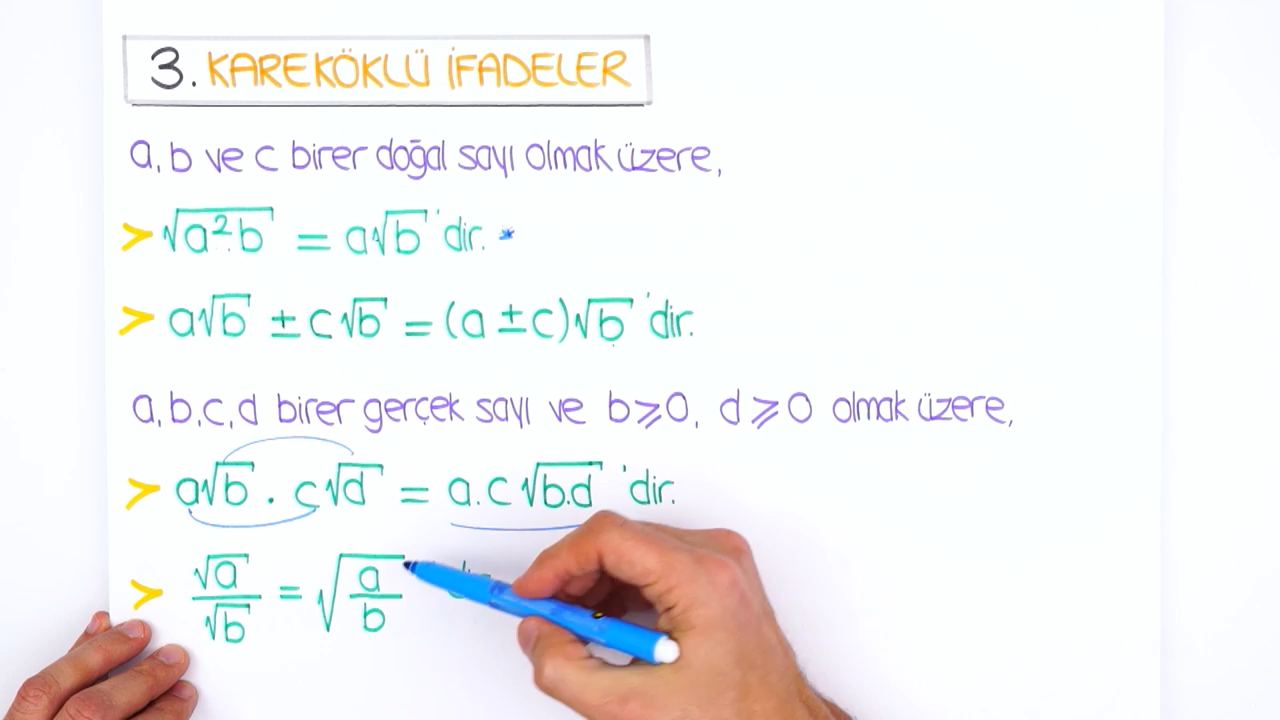 3. KAREKÖKLÜ İFADELER
a, b ve c birer doğal sayı olmak üzere,
> √(a²b) = a√b 'dir. *
> a√b ± c√b = (a ± c)√b 'dir.
a, b, c, d birer gerçek sayı ve b ⩾ 0, d ⩾ 0 olmak üzere,
> a√b . c√d = a.c√(b.d) 'dir.
> √a/√b = √(a/b)